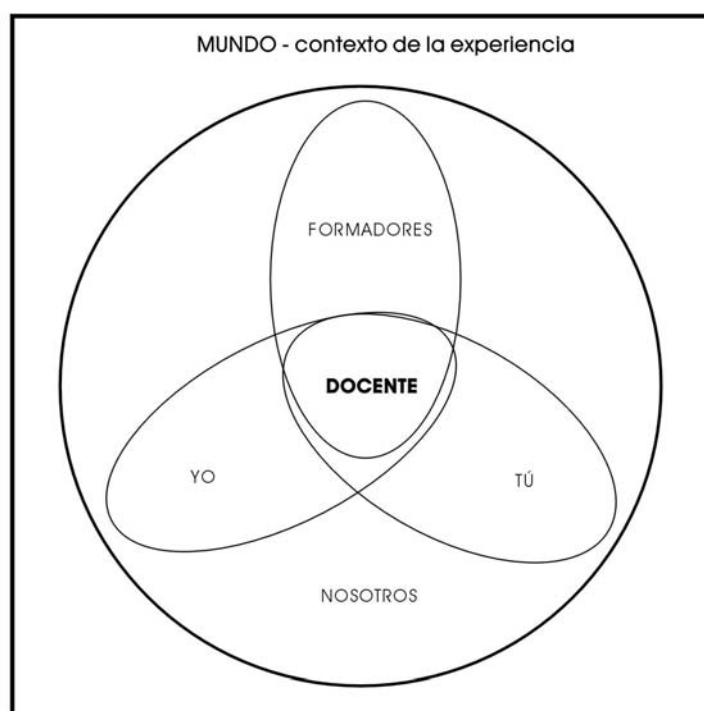 MUNDO - contexto de la experiencia
FORMADORES
DOCENTE
YO
TÚ
NOSOTROS